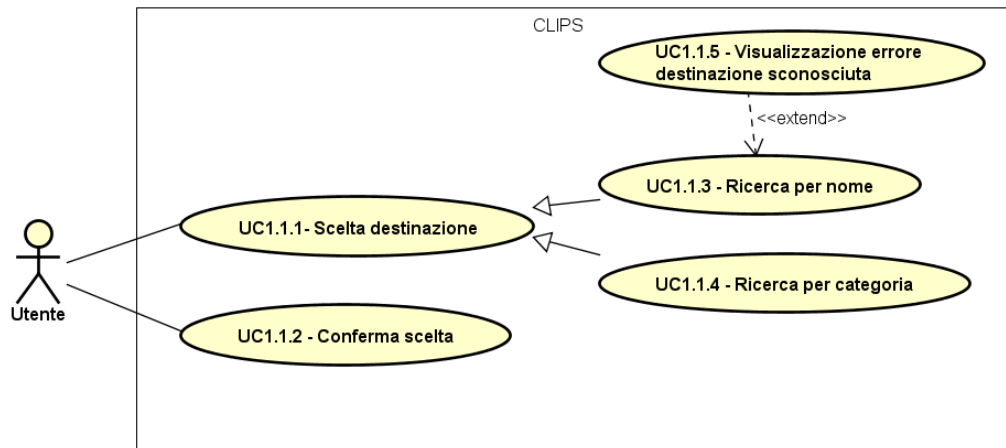 CLIPS
UC1.1.5 - Visualizzazione errore
destinazione sconosciuta
<<extend>>
UC1.1.3 - Ricerca per nome
UC1.1.1- Scelta destinazione
UC1.1.4 - Ricerca per categoria
Utente
UC1.1.2 - Conferma scelta